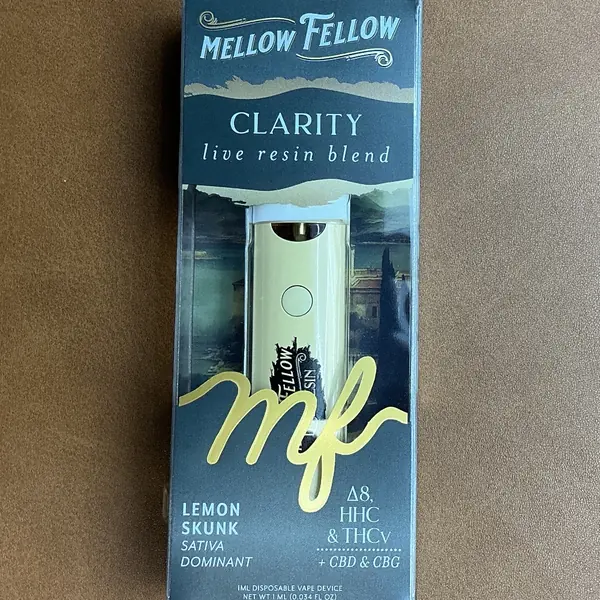 MELLOW FELLOW
CLARITY
live resin blend
FELLOW
mf
LEMON
SKUNK
SATIVA
DOMINANT
Δ8,
HHC
& THCV
+ CBD & CBG
1ML DISPOSABLE VAPE DEVICE
NET WT 1 ML (0.034 FL OZ)